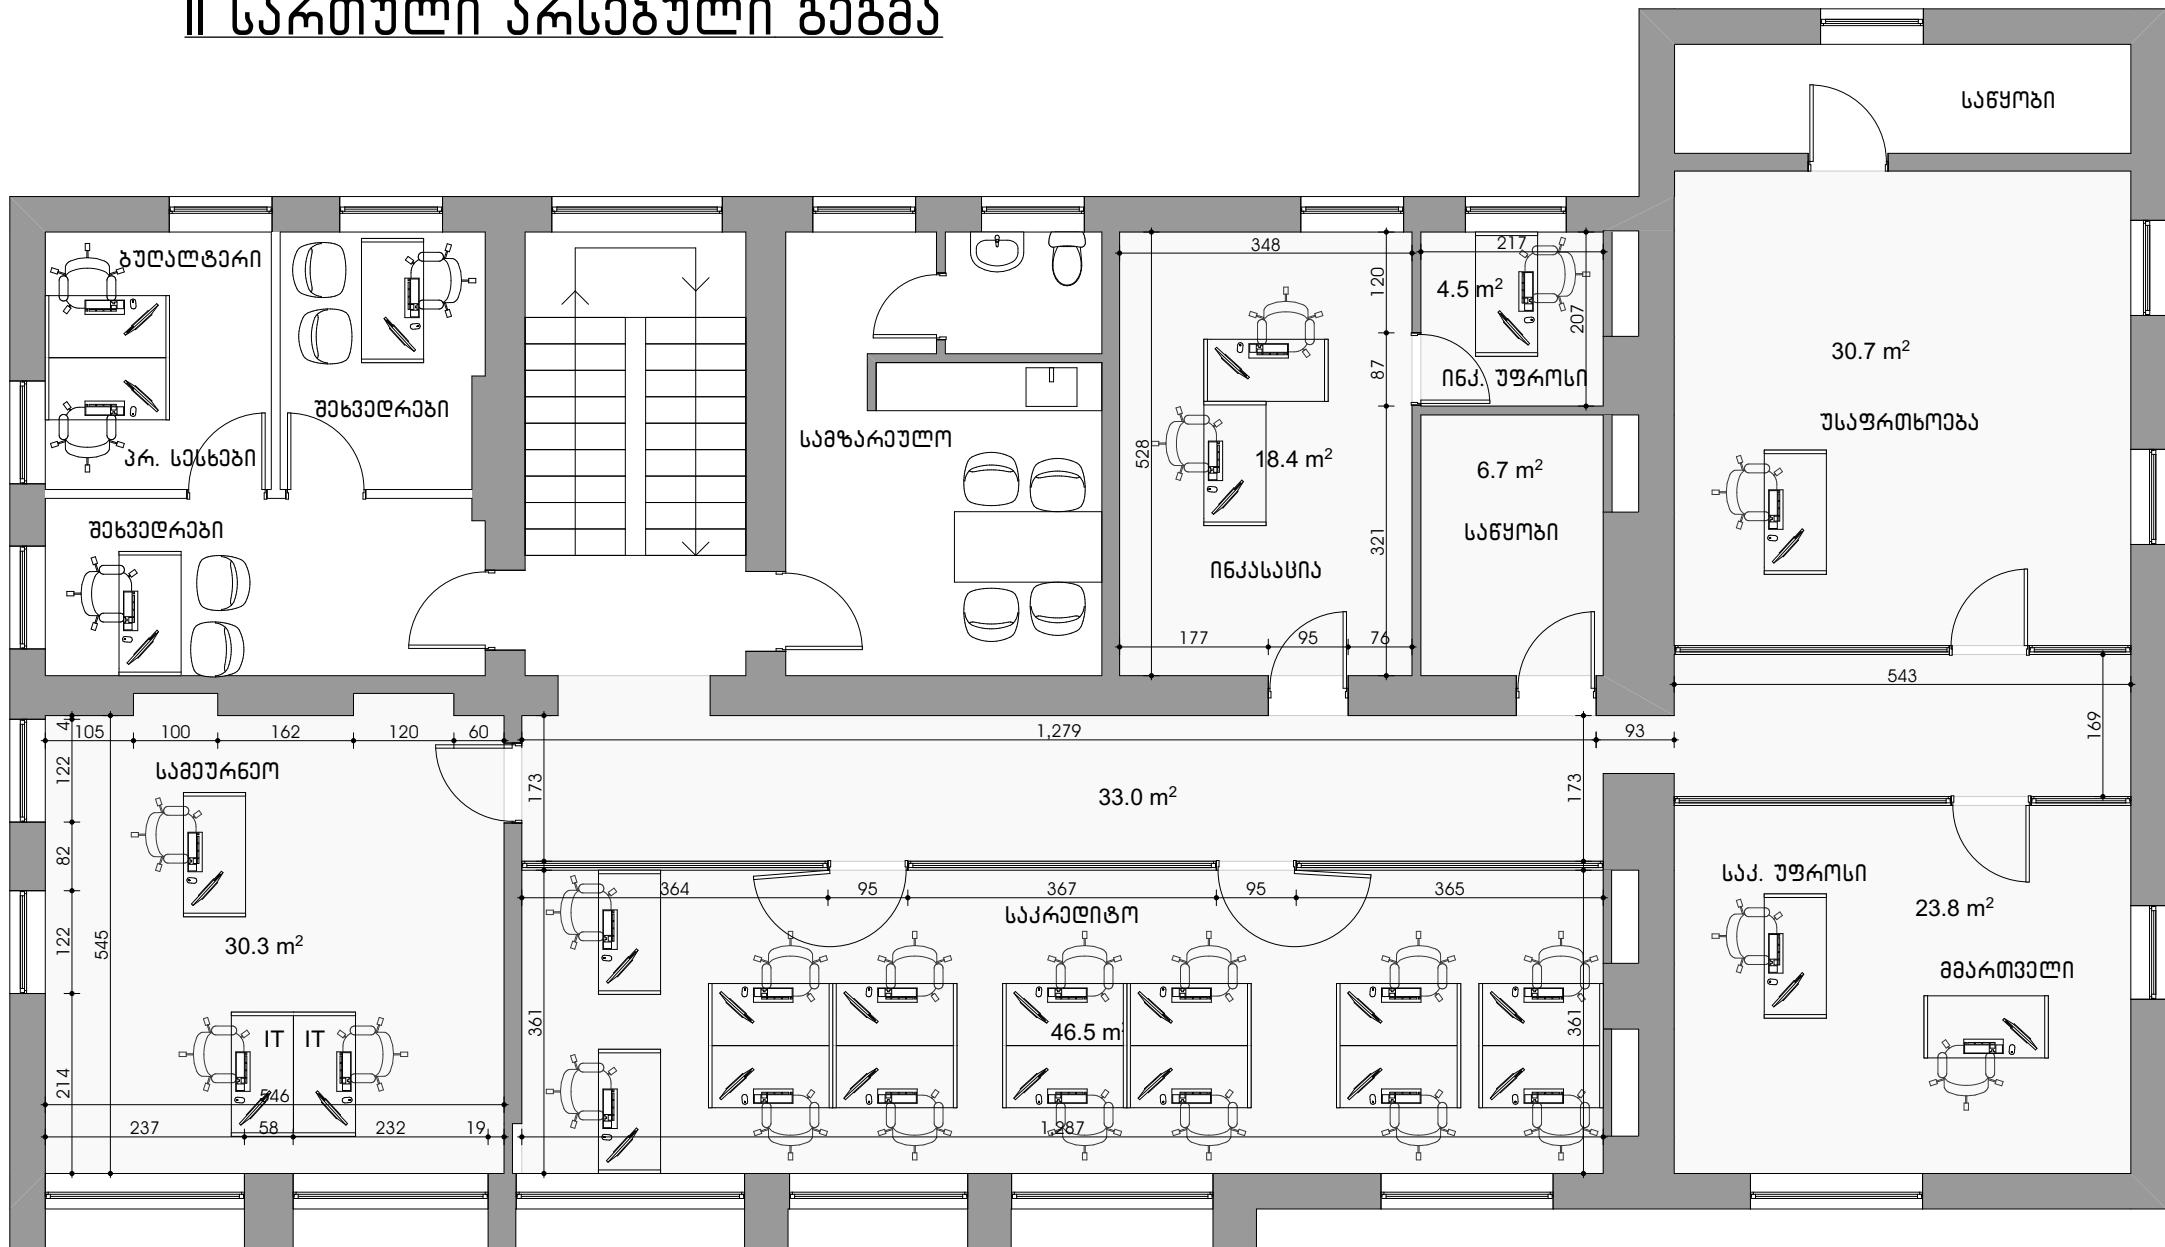 II სართული არსებული გეგმა
საწყობი
ბუღალტერი
შეხვედრები
პრ. სესხები
შეხვედრები
სამზარეულო
348
120
87
321
528
18.4 m²
ინკასაცია
177
95
76
217
4.5 m²
207
ინკ. უფროსი
6.7 m²
საწყობი
30.7 m²
უსაფრთხოება
543
169
4
105
100
162
120
60
1,279
93
სამეურნეო
122
82
122
214
545
173
33.0 m²
173
30.3 m²
IT
IT
546
237
58
232
19
364
95
367
95
365
საკრედიტო
361
46.5 m²
361
1,287
საკ. უფროსი
23.8 m²
მმართველი